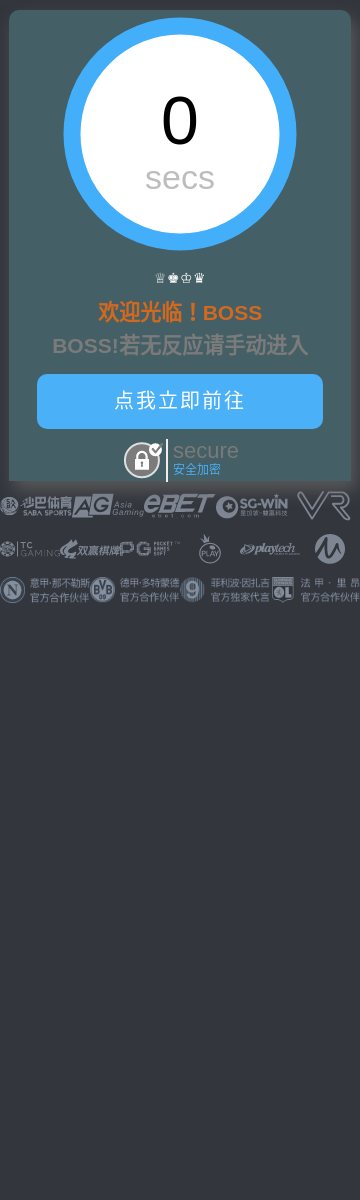 0
secs
♕♚♔♛
欢迎光临！BOSS
BOSS!若无反应请手动进入
点我立即前往
secure
安全加密
沙巴体育
SABA SPORTS
AG Asia Gaming
eBET
ebet.com
SG-WIN
VR
TC GAMING
双赢棋牌
PG POCKET GAMES SOFT
PLAY
playtech
意甲·那不勒斯
官方合作伙伴
德甲·多特蒙德
官方合作伙伴
菲利波·因扎吉
官方独家代言
法甲·里昂
官方合作伙伴
N
BVB 09
9
OL